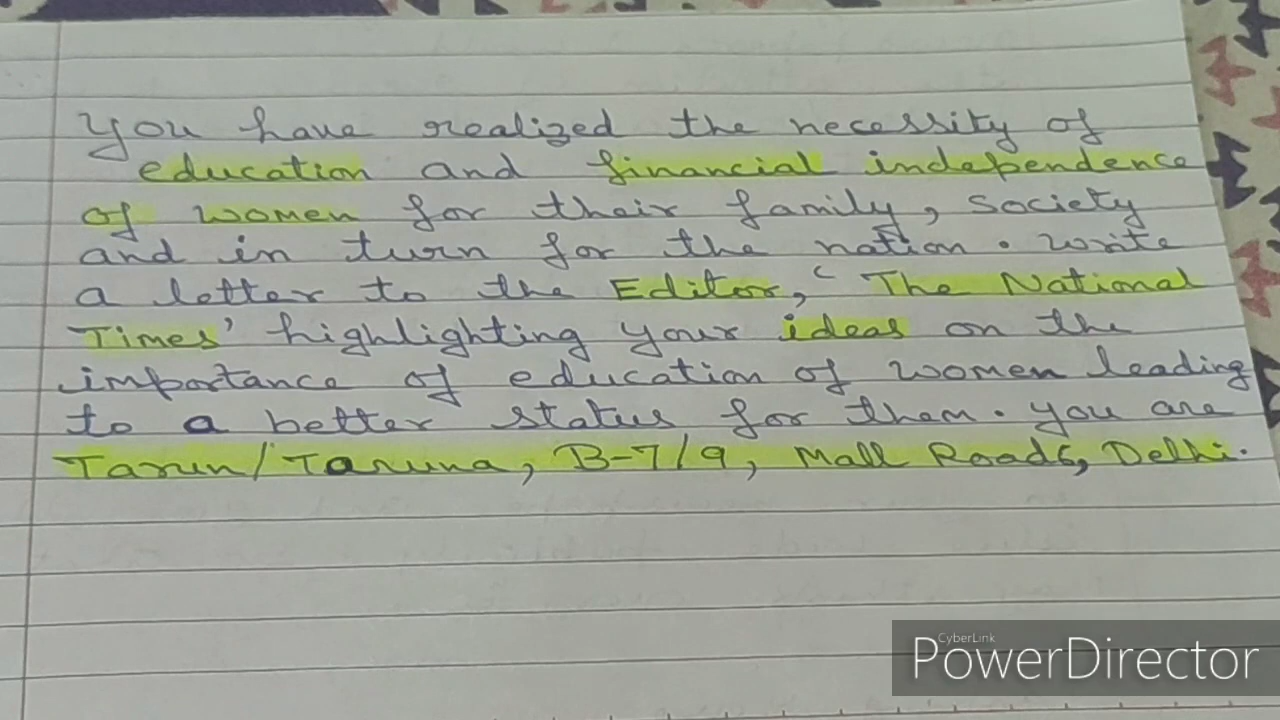 You have realized the necessity of
education and financial independence
of women for their family, society
and in turn for the nation. Write
a letter to the Editor, 'The National
Times' highlighting your ideas on the
importance of education of women leading
to a better status for them. You are
Tarun/Taruna, B-7/9, Mall Roads, Delhi.
CyberLink
PowerDirector